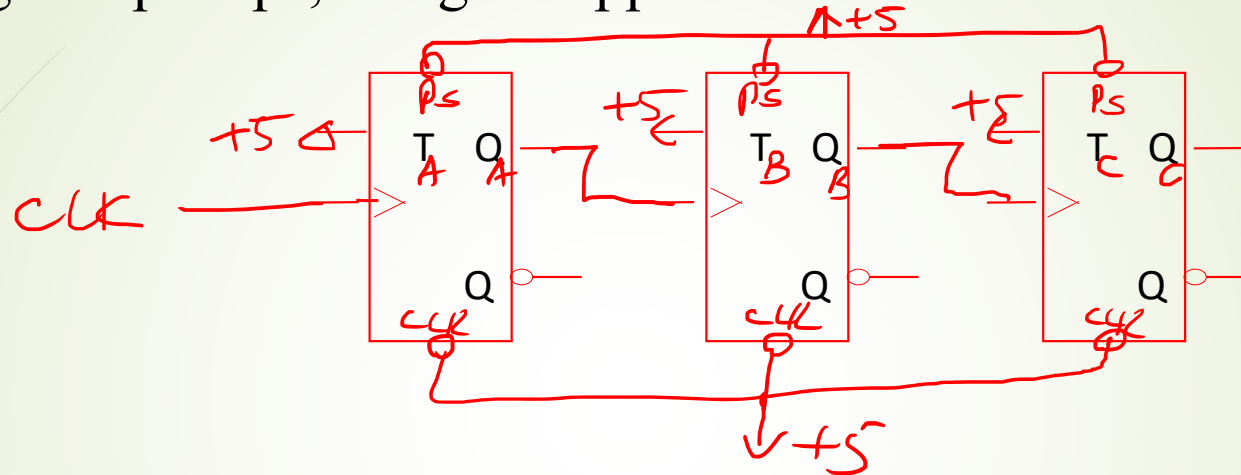 +5
PS PS PS
+5 T Q +5 T Q +5 T Q
A A B B C C
CLK
Q Q Q
CLR CLR CLR
+5